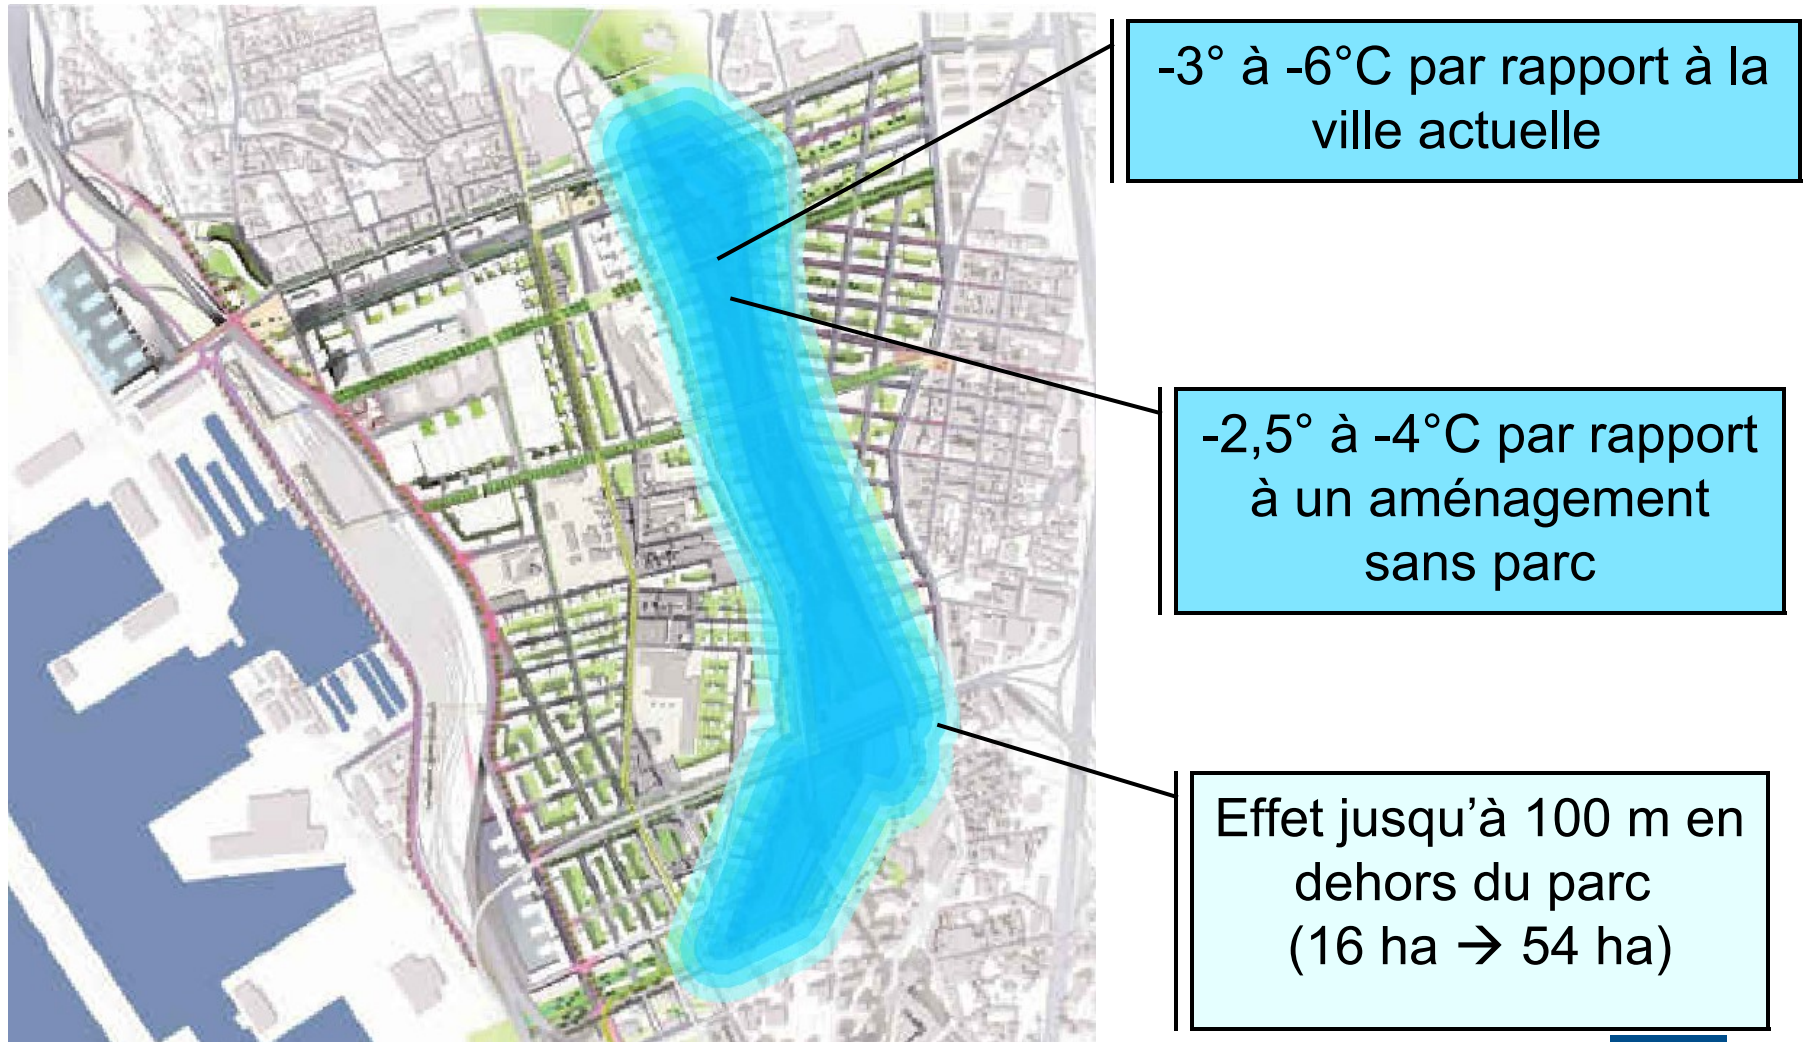 -3° à -6°C par rapport à la
ville actuelle
-2,5° à -4°C par rapport
à un aménagement
sans parc
Effet jusqu’à 100 m en
dehors du parc
(16 ha → 54 ha)